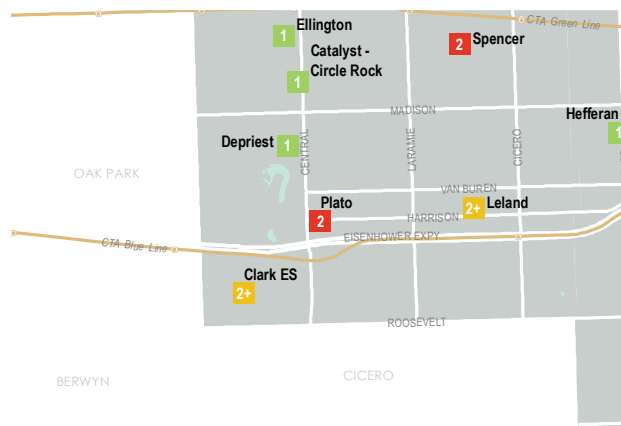 CTA Green Line
Ellington
1
Spencer
2
Catalyst -
Circle Rock
1
MADISON
Hefferan
1
Depriest
1
CENTRAL
LARAMIE
CICERO
OAK PARK
VAN BUREN
Plato
2
Leland
2+
HARRISON
EISENHOWER EXPY
CTA Blue Line
Clark ES
2+
ROOSEVELT
BERWYN
CICERO